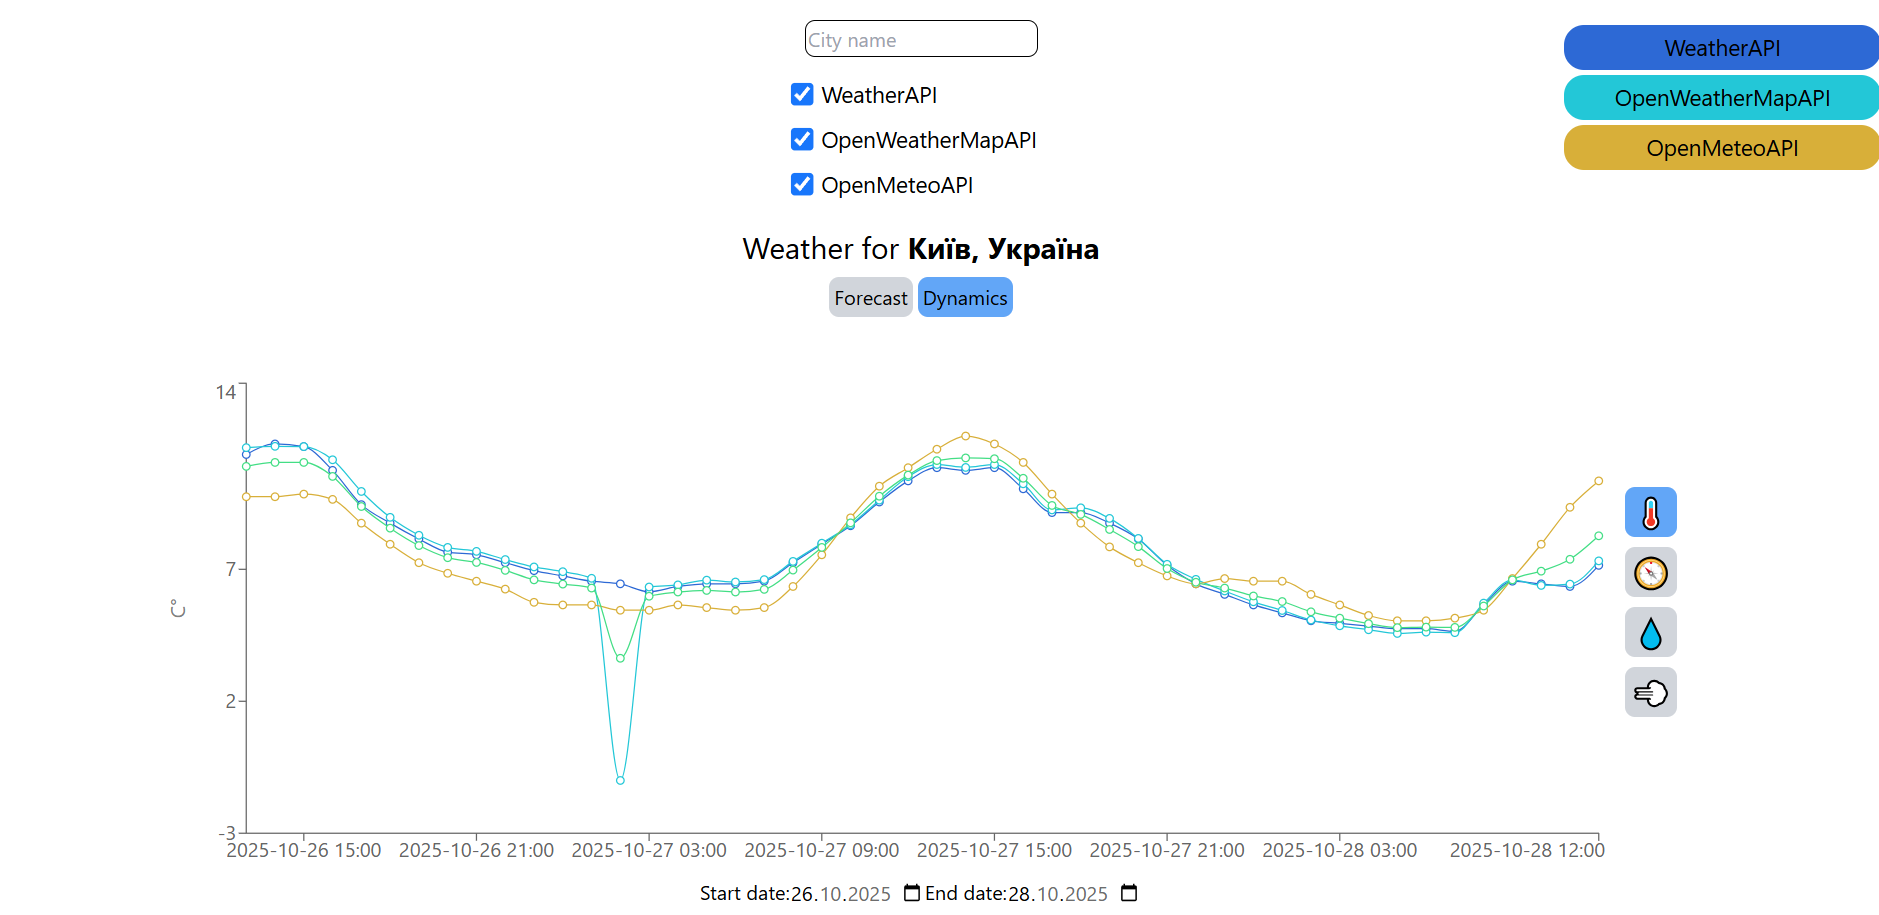 City name
WeatherAPI
OpenWeatherMapAPI
OpenMeteoAPI
WeatherAPI
OpenWeatherMapAPI
OpenMeteoAPI
Weather for Київ, Україна
Forecast Dynamics
14
7
C°
2
-3
2025-10-26 15:00 2025-10-26 21:00 2025-10-27 03:00 2025-10-27 09:00 2025-10-27 15:00 2025-10-27 21:00 2025-10-28 03:00 2025-10-28 12:00
Start date:26.10.2025 End date:28.10.2025